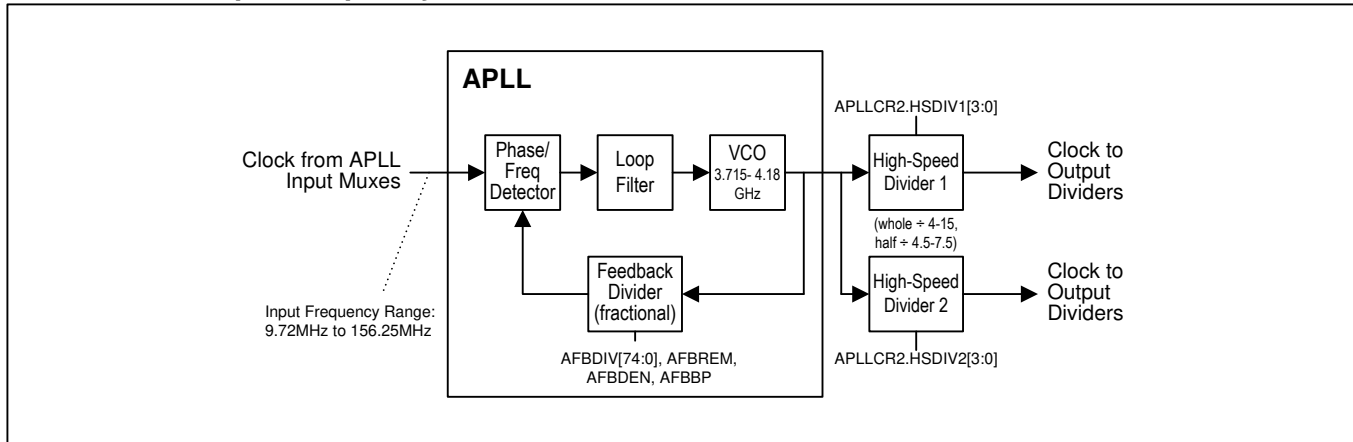 APLL
APLLCR2.HSDIV1[3:0]
Clock from APLL
Input Muxes
Phase/
Freq
Detector
Loop
Filter
VCO
3.715- 4.18
GHz
High-Speed
Divider 1
Clock to
Output
Dividers
(whole ÷ 4-15,
half ÷ 4.5-7.5)
Feedback
Divider
(fractional)
High-Speed
Divider 2
Clock to
Output
Dividers
Input Frequency Range:
9.72MHz to 156.25MHz
AFBDIV[74:0], AFBREM,
AFBDEN, AFBBP
APLLCR2.HSDIV2[3:0]